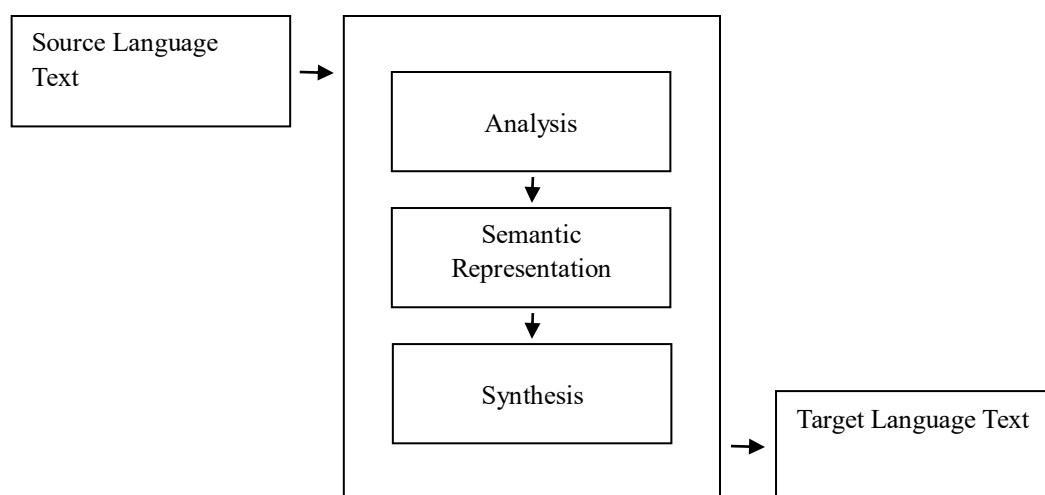 Source Language
Text
Analysis
Semantic
Representation
Synthesis
Target Language Text